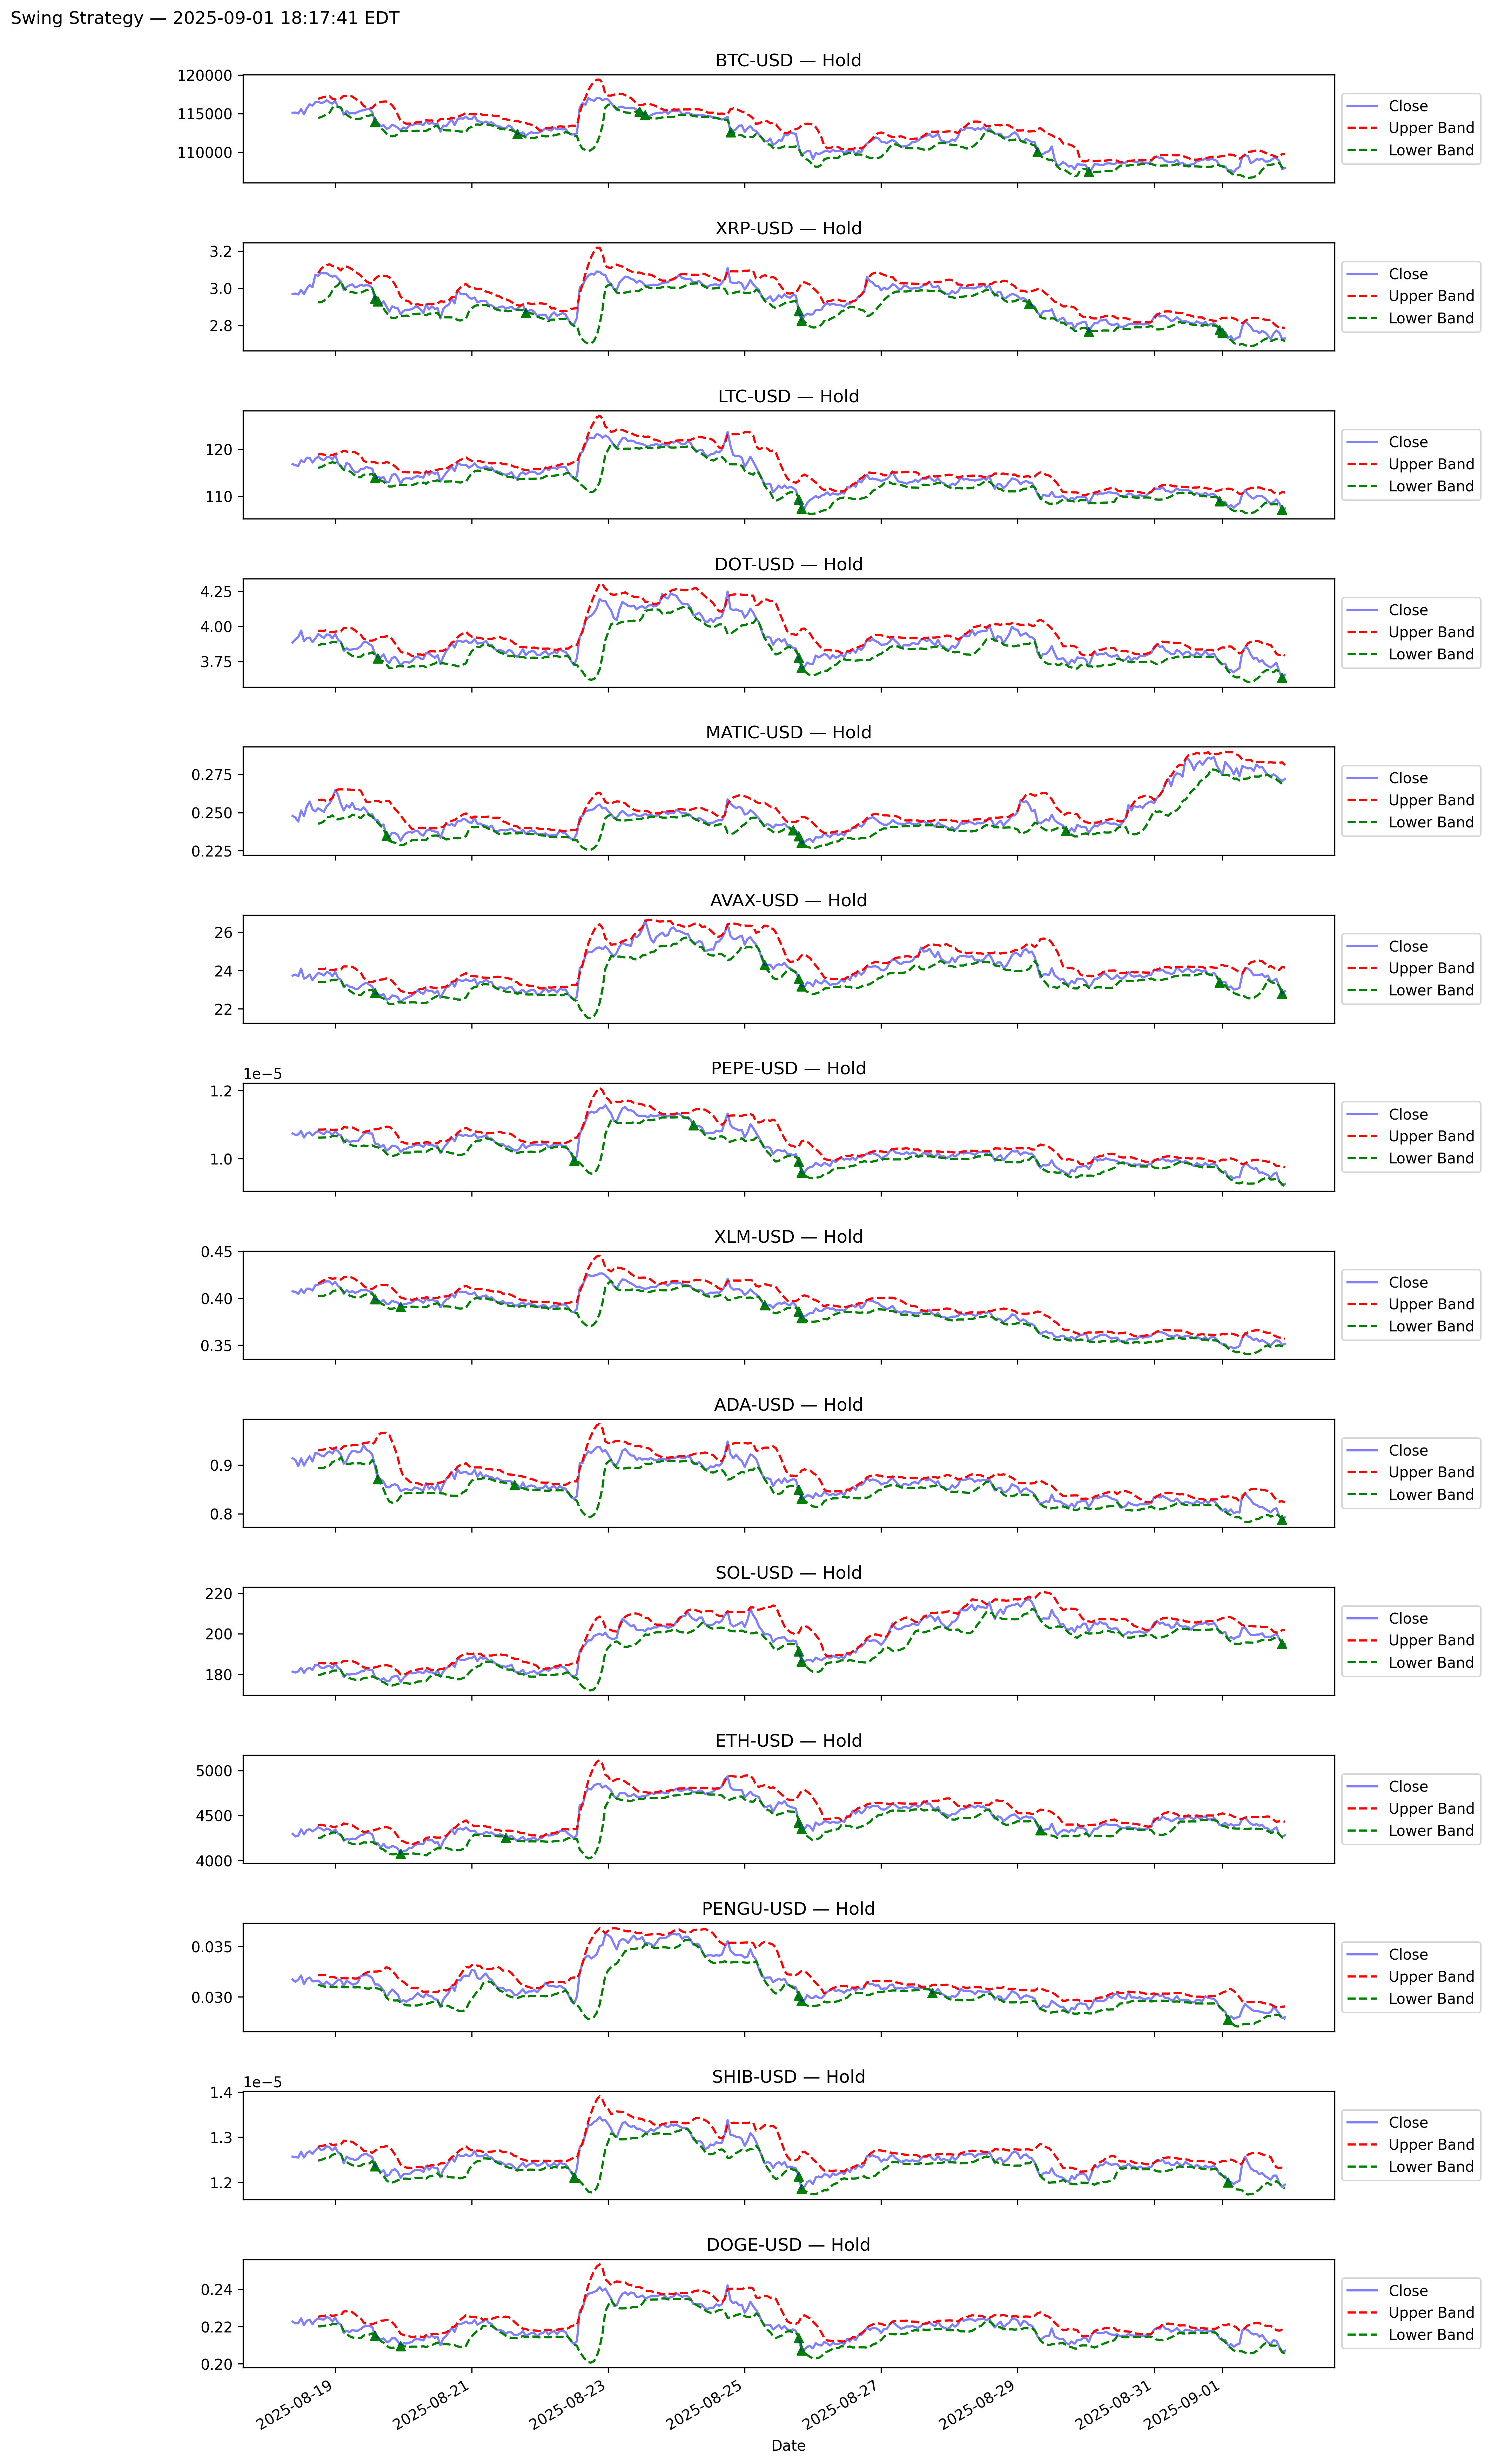 Swing Strategy — 2025-09-01 18:17:41 EDT
BTC-USD — Hold
120000
115000
110000
Close
Upper Band
Lower Band
XRP-USD — Hold
3.2
3.0
2.8
Close
Upper Band
Lower Band
LTC-USD — Hold
120
110
Close
Upper Band
Lower Band
DOT-USD — Hold
4.25
4.00
3.75
Close
Upper Band
Lower Band
MATIC-USD — Hold
0.275
0.250
0.225
Close
Upper Band
Lower Band
AVAX-USD — Hold
26
24
22
Close
Upper Band
Lower Band
PEPE-USD — Hold
1e−5
1.2
1.0
Close
Upper Band
Lower Band
XLM-USD — Hold
0.45
0.40
0.35
Close
Upper Band
Lower Band
ADA-USD — Hold
0.9
0.8
Close
Upper Band
Lower Band
SOL-USD — Hold
220
200
180
Close
Upper Band
Lower Band
ETH-USD — Hold
5000
4500
4000
Close
Upper Band
Lower Band
PENGU-USD — Hold
0.035
0.030
Close
Upper Band
Lower Band
SHIB-USD — Hold
1e−5
1.4
1.3
1.2
Close
Upper Band
Lower Band
DOGE-USD — Hold
0.24
0.22
0.20
Close
Upper Band
Lower Band
2025-08-19
2025-08-21
2025-08-23
2025-08-25
2025-08-27
2025-08-29
2025-08-31
2025-09-01
Date